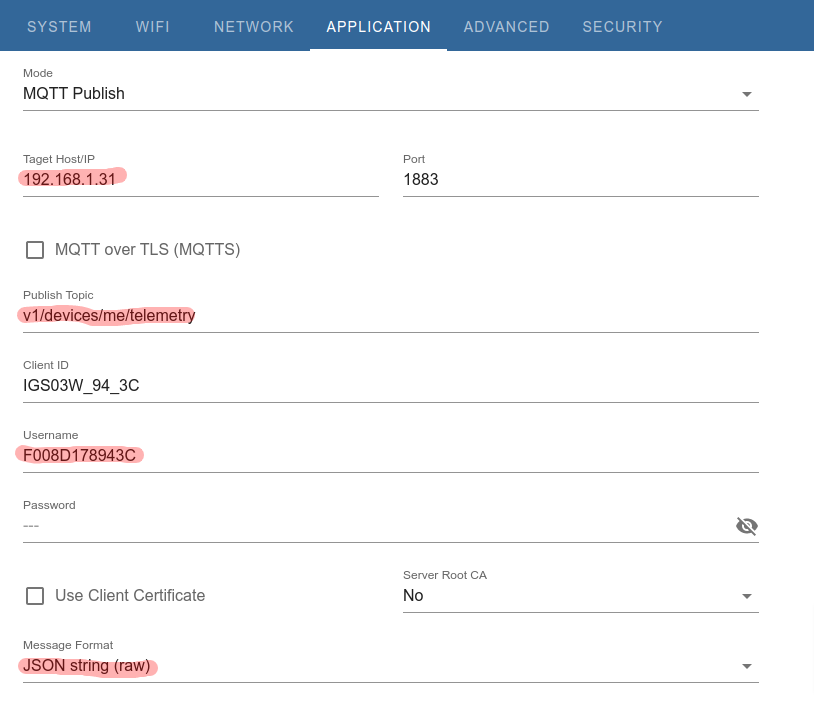 SYSTEM WIFI NETWORK APPLICATION ADVANCED SECURITY
Mode
MQTT Publish
Taget Host/IP Port
192.168.1.31 1883
MQTT over TLS (MQTTS)
Publish Topic
v1/devices/me/telemetry
Client ID
IGS03W_94_3C
Username
F008D178943C
Password
---
Server Root CA
Use Client Certificate No
Message Format
JSON string (raw)